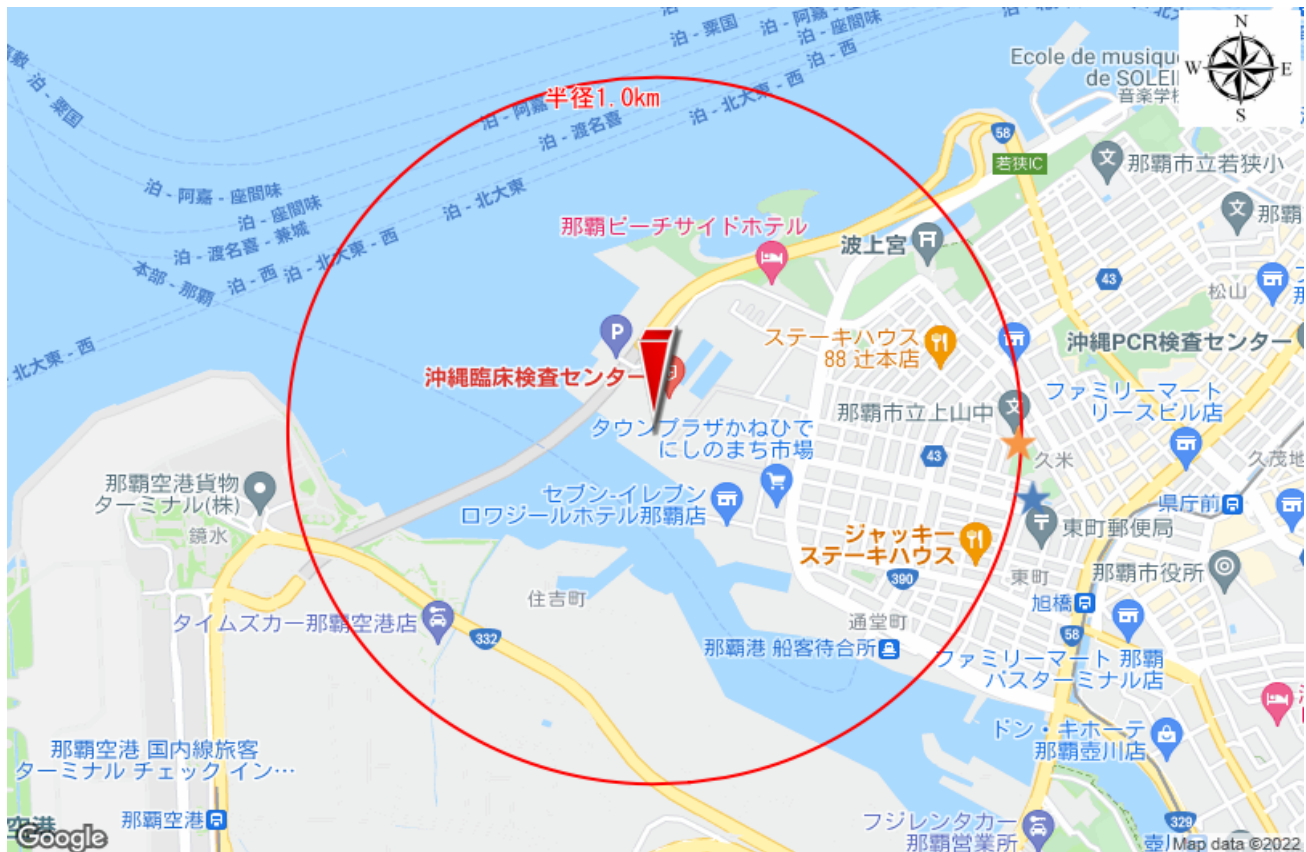 泊 - 粟国
泊 - 阿嘉 - 座間味
泊 - 座間味
泊 - 西
泊 - 北大東 - 西
泊 - 粟国
Ecole de musique
de SOLEIL
音楽学校
N
W
E
S
半径1.0km
泊 - 阿嘉
泊 - 渡名喜
58
若狭IC
那覇市立若狭小
泊 - 阿嘉 - 座間味
泊 - 座間味
泊 - 渡名喜 - 兼城
泊 - 北大東
本部 - 那覇
泊 - 西
泊 - 北大東 - 西
那覇
那覇ビーチサイドホテル
波上宮
43
松山
P
ステーキハウス
88 辻本店
沖縄PCR検査センター
北大東 - 西
沖縄臨床検査センター
ファミリーマート
リースビル店
那覇市立上山中
タウンプラザかねひで
にしのまち市場
43
久米
久茂地
那覇空港貨物
ターミナル(株)
セブン-イレブン
ロワジールホテル那覇店
県庁前
鏡水
東町郵便局
ジャッキー
ステーキハウス
390
東町
那覇市役所
住吉町
旭橋
タイムズカー那覇空港店
332
通堂町
58
那覇港 船客待合所
ファミリーマート 那覇
バスターミナル店
ドン・キホーテ
那覇壺川店
那覇空港 国内線旅客
ターミナル チェック イン…
那覇空港
空港
フジレンタカー
那覇営業所
329
壺川
Google
Map data ©2022